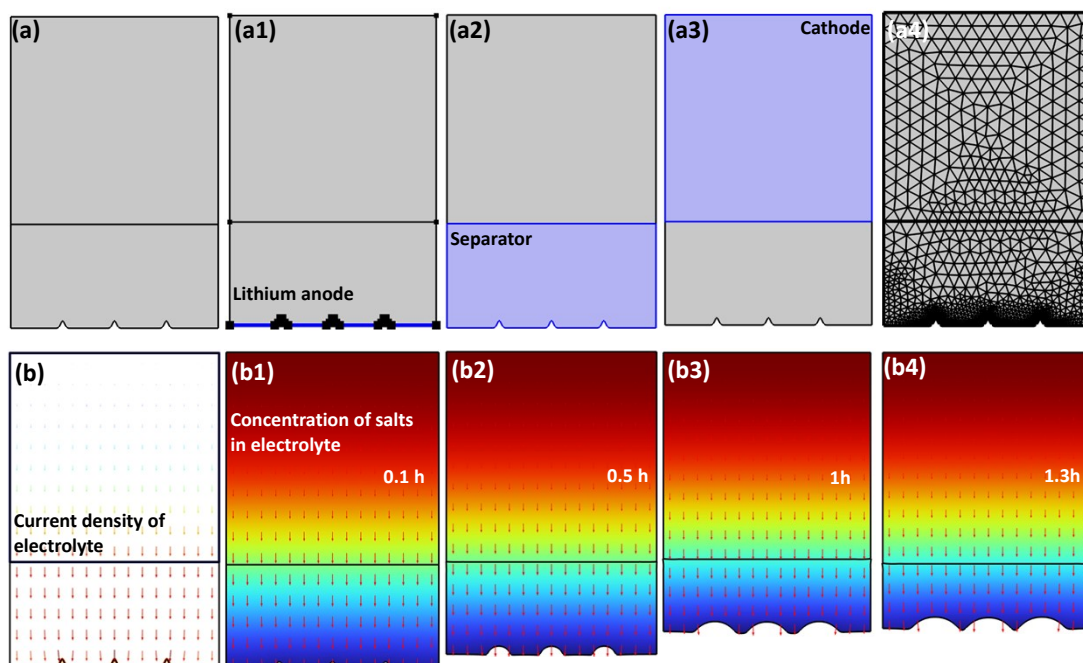 (a)
(a1)
(a2)
(a3)
Cathode
(a4)
Separator
Lithium anode
(b)
(b1)
(b2)
(b3)
(b4)
Concentration of salts
in electrolyte
0.1 h
0.5 h
1h
1.3h
Current density of
electrolyte